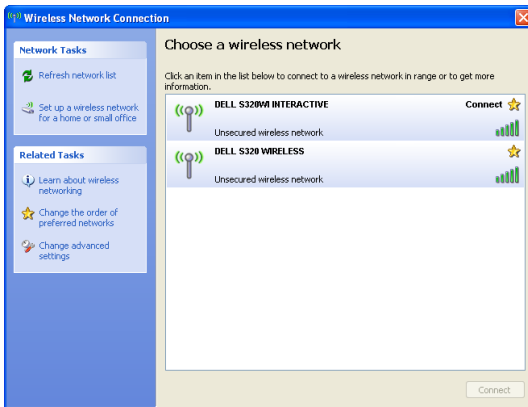 Wireless Network Connection
Network Tasks
Refresh network list
Set up a wireless network
for a home or small office
Related Tasks
Learn about wireless
networking
Change the order of
preferred networks
Change advanced
settings
Choose a wireless network
Click an item in the list below to connect to a wireless network in range or to get more
information.
DELL S320WI INTERACTIVE
Connect
Unsecured wireless network
DELL S320 WIRELESS
Unsecured wireless network
Connect